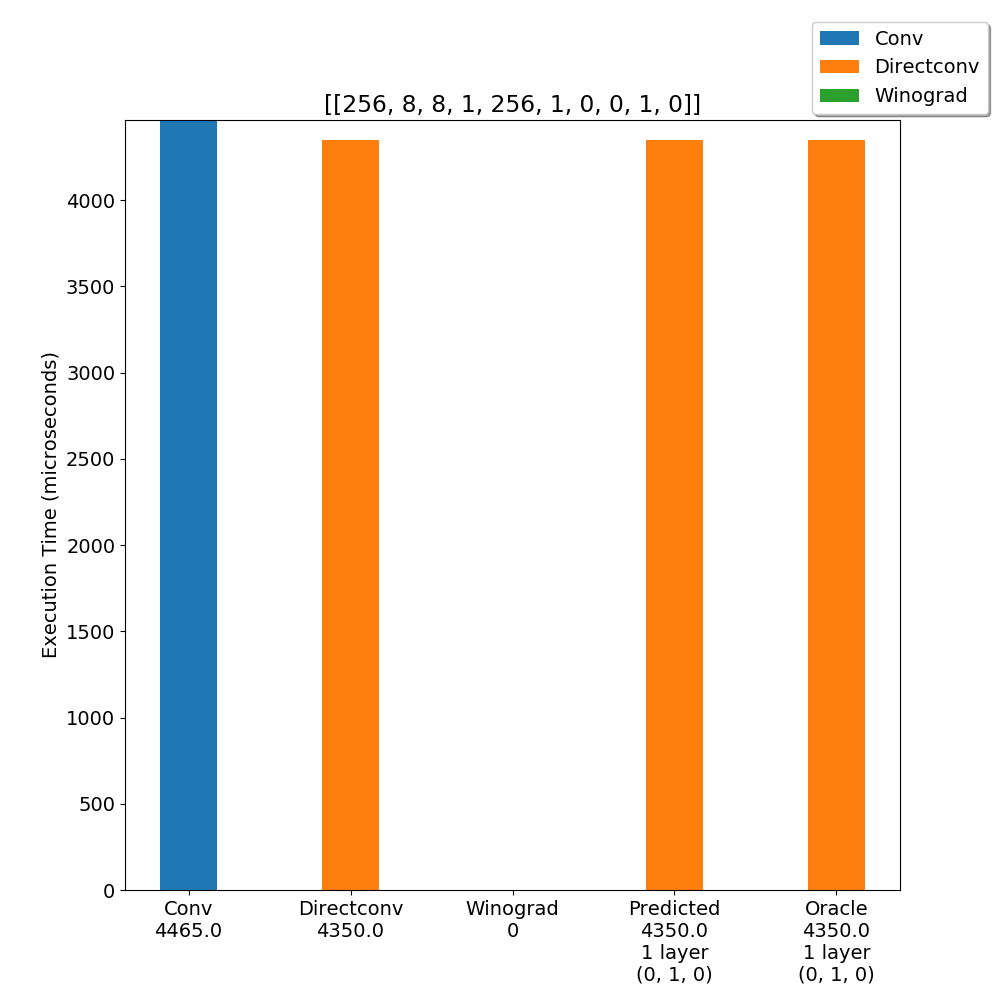 Conv
Directconv
Winograd
[[256, 8, 8, 1, 256, 1, 0, 0, 1, 0]]
Execution Time (microseconds)
4000
3500
3000
2500
2000
1500
1000
500
0
Conv
4465.0
Directconv
4350.0
Winograd
0
Predicted
4350.0
1 layer
(0, 1, 0)
Oracle
4350.0
1 layer
(0, 1, 0)